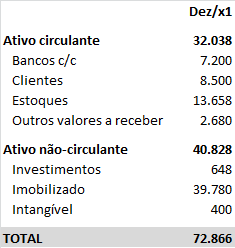 Dez/x1
Ativo circulante 32.038
Bancos c/c 7.200
Clientes 8.500
Estoques 13.658
Outros valores a receber 2.680
Ativo não-circulante 40.828
Investimentos 648
Imobilizado 39.780
Intangível 400
TOTAL 72.866